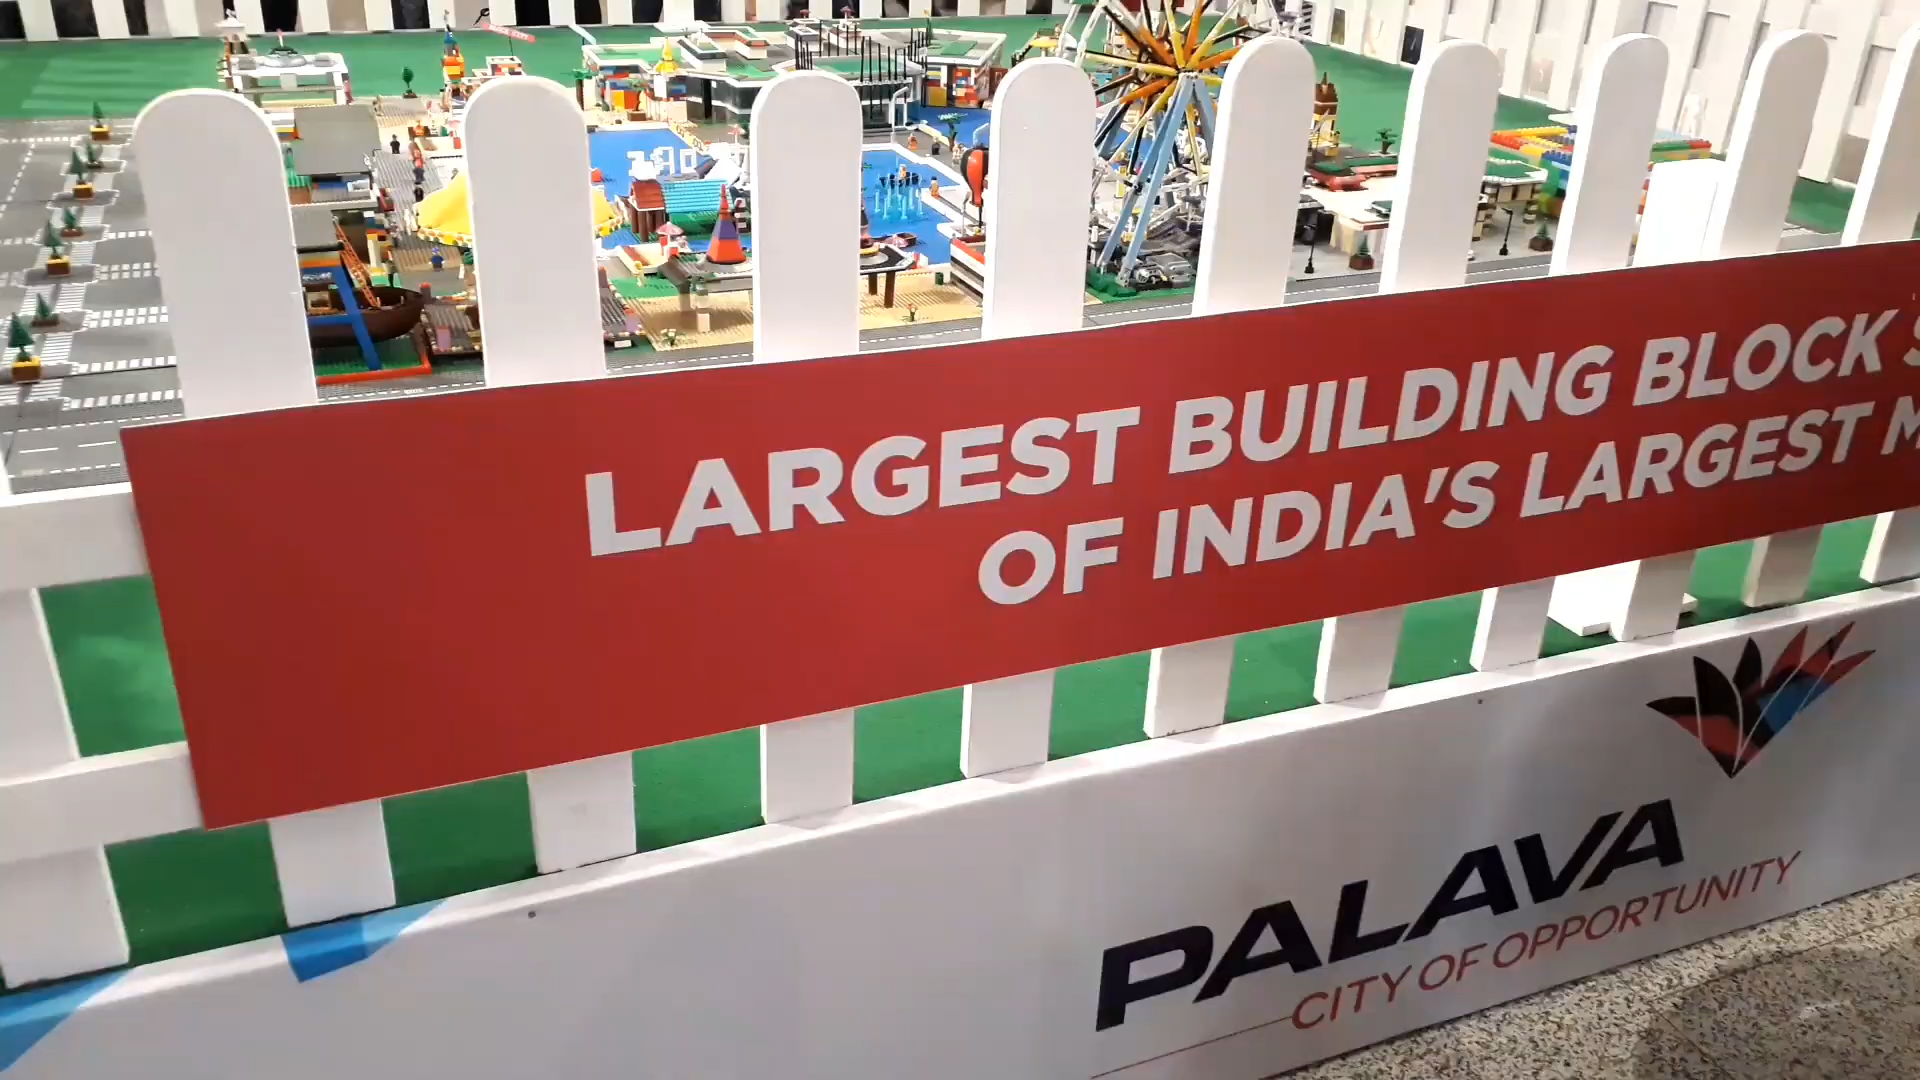 LARGEST BUILDING BLOCK
OF INDIA'S LARGEST
PALAVA
CITY OF OPPORTUNITY